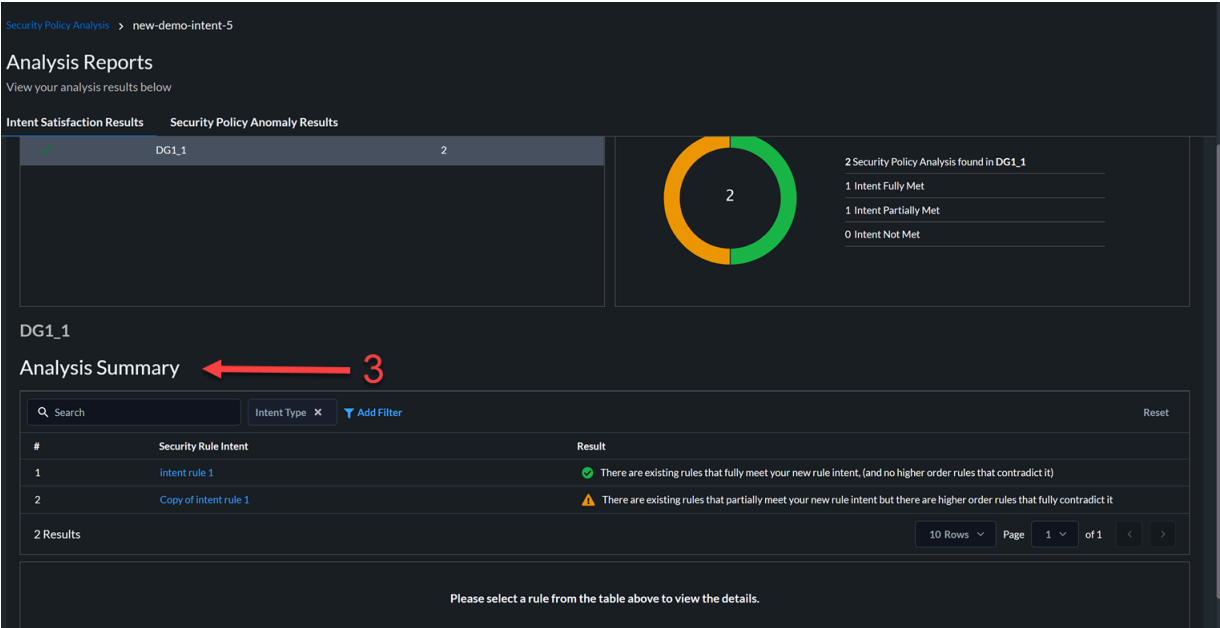 Security Policy Analysis > new-demo-intent-5
Analysis Reports
View your analysis results below
Intent Satisfaction Results Security Policy Anomaly Results
DG1_1 2
2
2 Security Policy Analysis found in DG1_1
1 Intent Fully Met
1 Intent Partially Met
0 Intent Not Met
DG1_1
Analysis Summary
3
Search Intent Type Add Filter Reset
# Security Rule Intent Result
1 intent rule 1 There are existing rules that fully meet your new rule intent, (and no higher order rules that contradict it)
2 Copy of intent rule 1 There are existing rules that partially meet your new rule intent but there are higher order rules that fully contradict it
2 Results 10 Rows Page 1 of 1
Please select a rule from the table above to view the details.